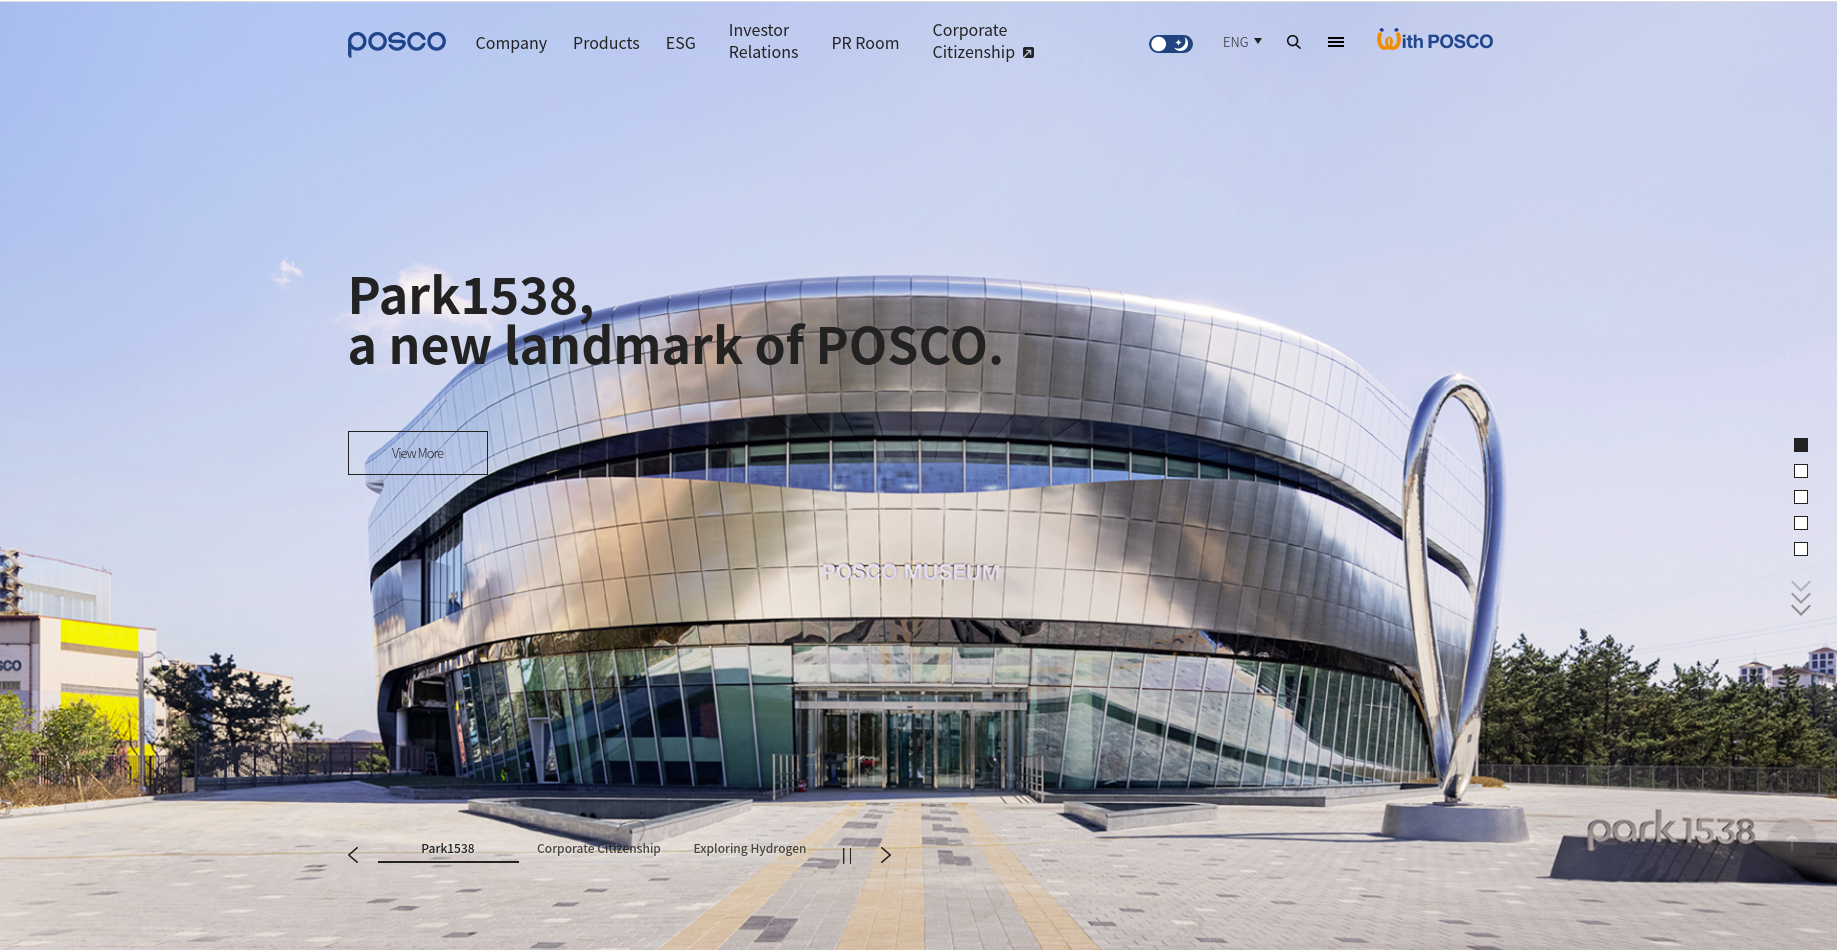 posco
Company
Products
ESG
Investor
Relations
PR Room
Corporate
Citizenship
ENG
With POSCO
Park1538,
a new landmark of POSCO.
View More
POSCO MUSEUM
SCO
Park1538
Corporate Citizenship
Exploring Hydrogen
park1538